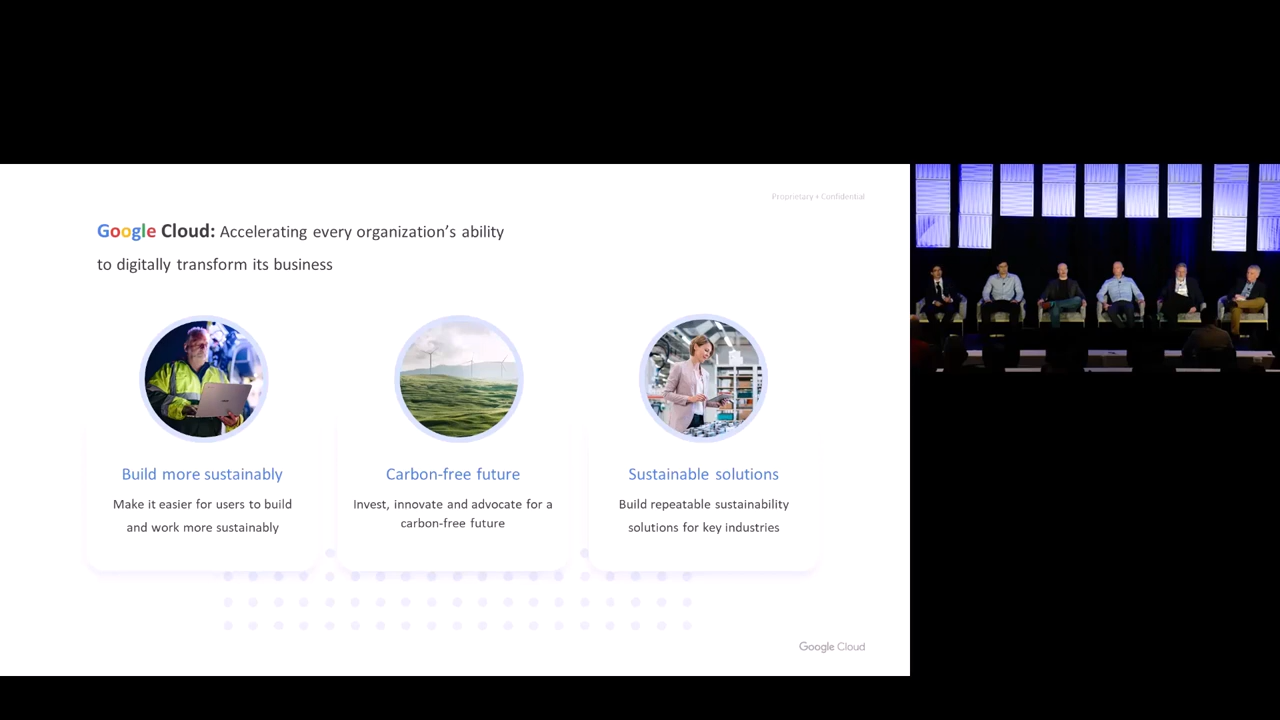 Proprietary + Confidential
Google Cloud: Accelerating every organization's ability
to digitally transform its business
Build more sustainably
Make it easier for users to build
and work more sustainably
Carbon-free future
Invest, innovate and advocate for a
carbon-free future
Sustainable solutions
Build repeatable sustainability
solutions for key industries
Google Cloud